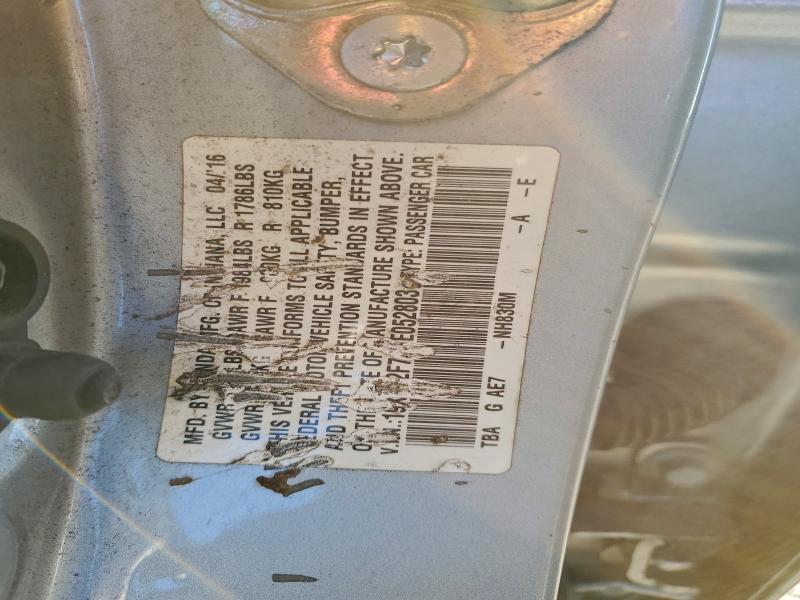 MFD. BY HONDA MFG. OF INDIANA, LLC 04/16
GVWR LBS GAWR F 1984LBS R 1786LBS
GVWR KG GAWR F KG R 810KG
THIS VEHICLE CONFORMS TO ALL APPLICABLE
FEDERAL MOTOR VEHICLE SAFETY, BUMPER,
AND THEFT PREVENTION STANDARDS IN EFFECT
ON THE DATE OF MANUFACTURE SHOWN ABOVE.
V.I.N.: TYPE: PASSENGER CAR
TBA G AE7 -NH830M -A -E